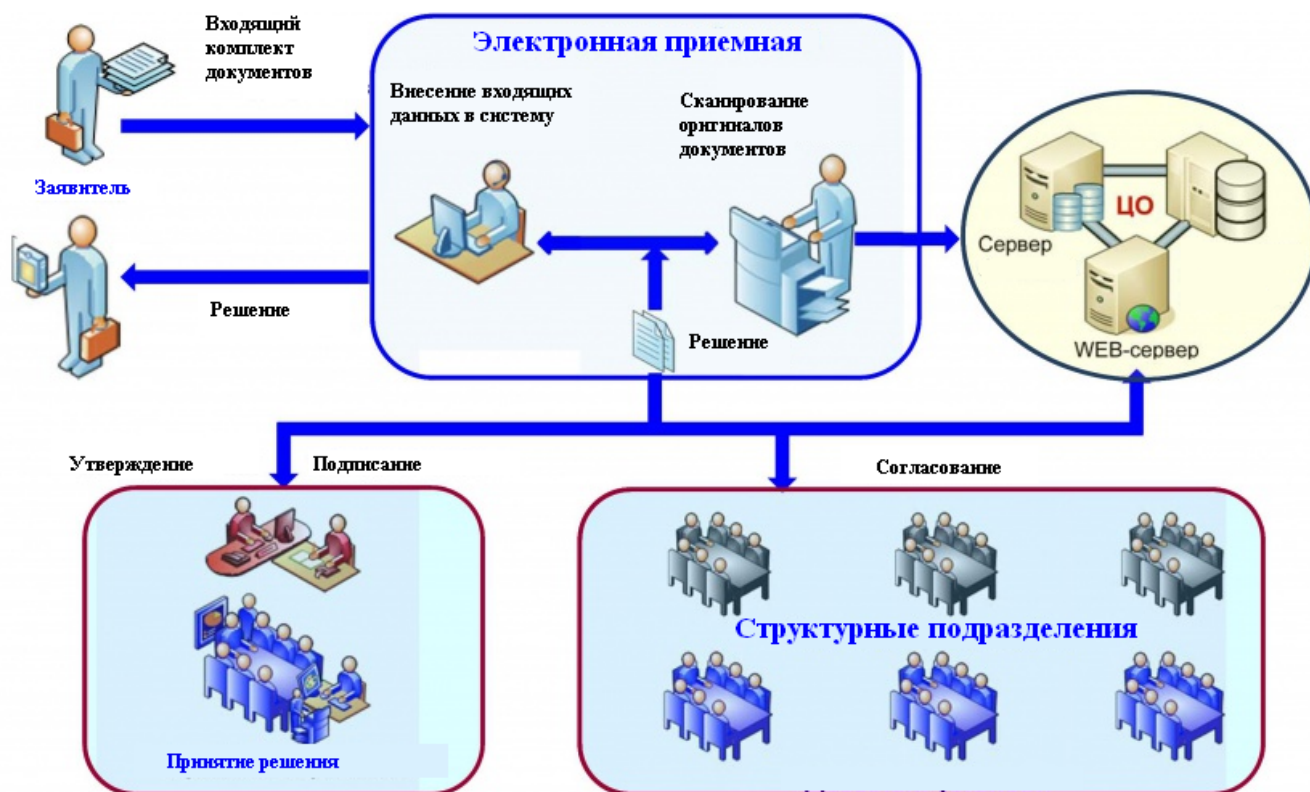 Входящий
комплект
документов
Электронная приемная
Внесение входящих
данных в систему
Сканирование
оригиналов
документов
Заявитель
ЦО
Сервер
WEB-сервер
Решение
Решение
Утверждение
Подписание
Согласование
Структурные подразделения
Принятие решения